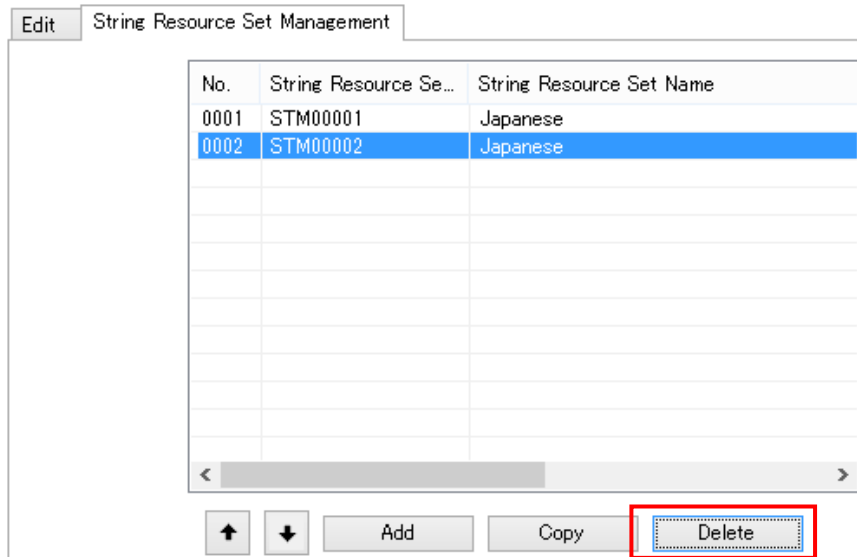 Edit String Resource Set Management
No. String Resource Se... String Resource Set Name
0001 STM00001 Japanese
0002 STM00002 Japanese
Add Copy Delete